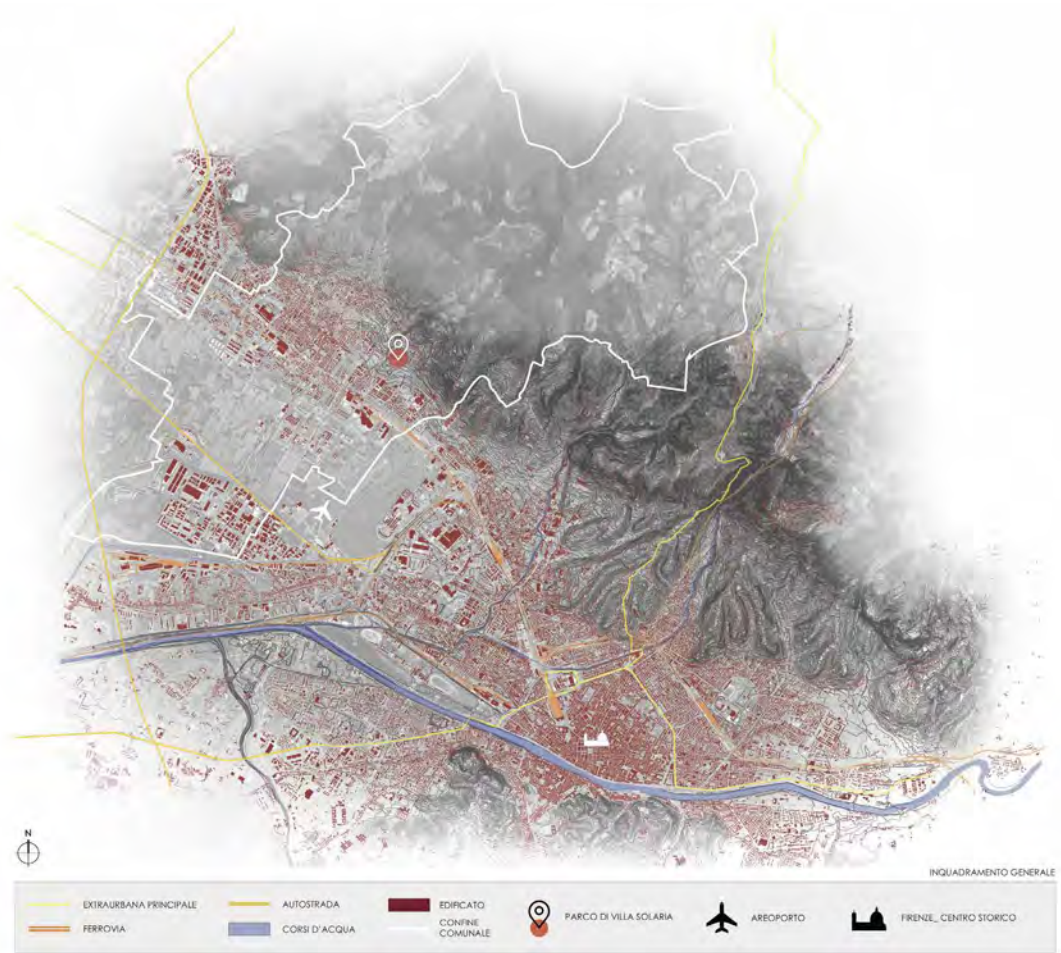 N
INQUADRAMENTO GENERALE
EXTRAURBANA PRINCIPALE
AUTOSTRADA
EDIFICATO
PARCO DI VILLA SOLARIA
AREOPORTO
FIRENZE_ CENTRO STORICO
FERROVIA
CORSI D'ACQUA
CONFINE
COMUNALE